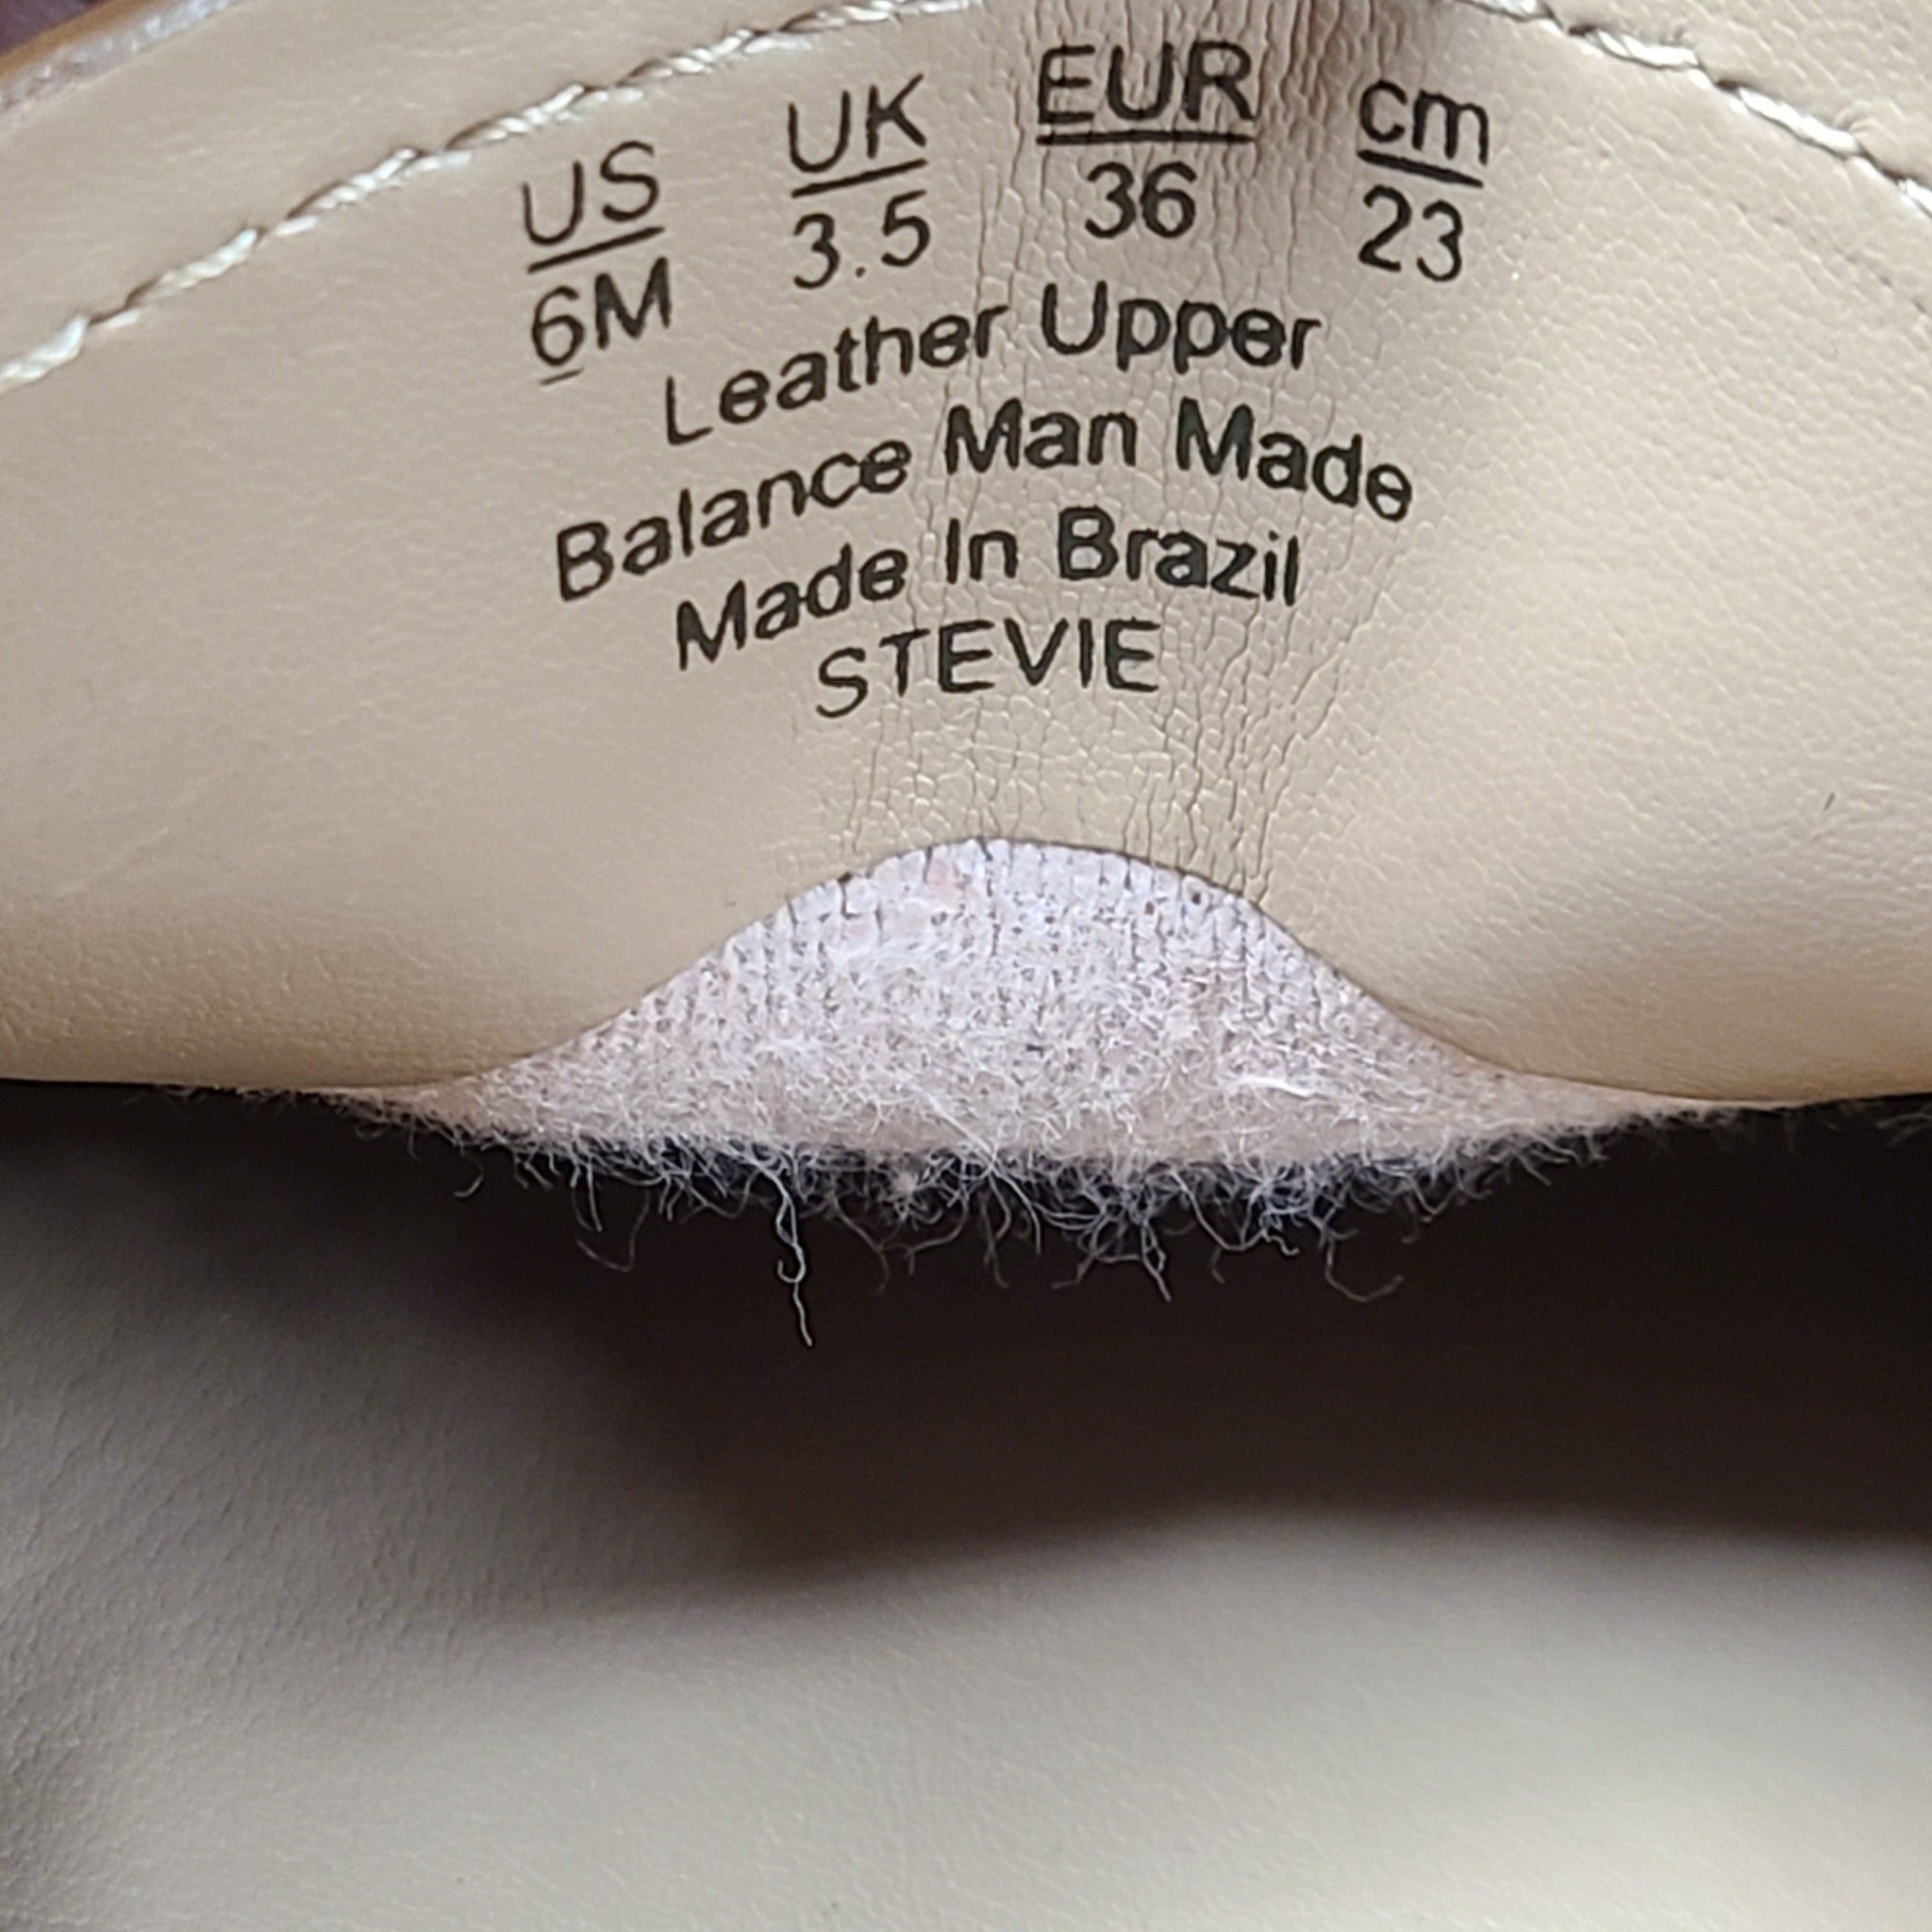 US UK EUR cm
6M 3.5 36 23
Leather Upper
Balance Man Made
Made In Brazil
STEVIE